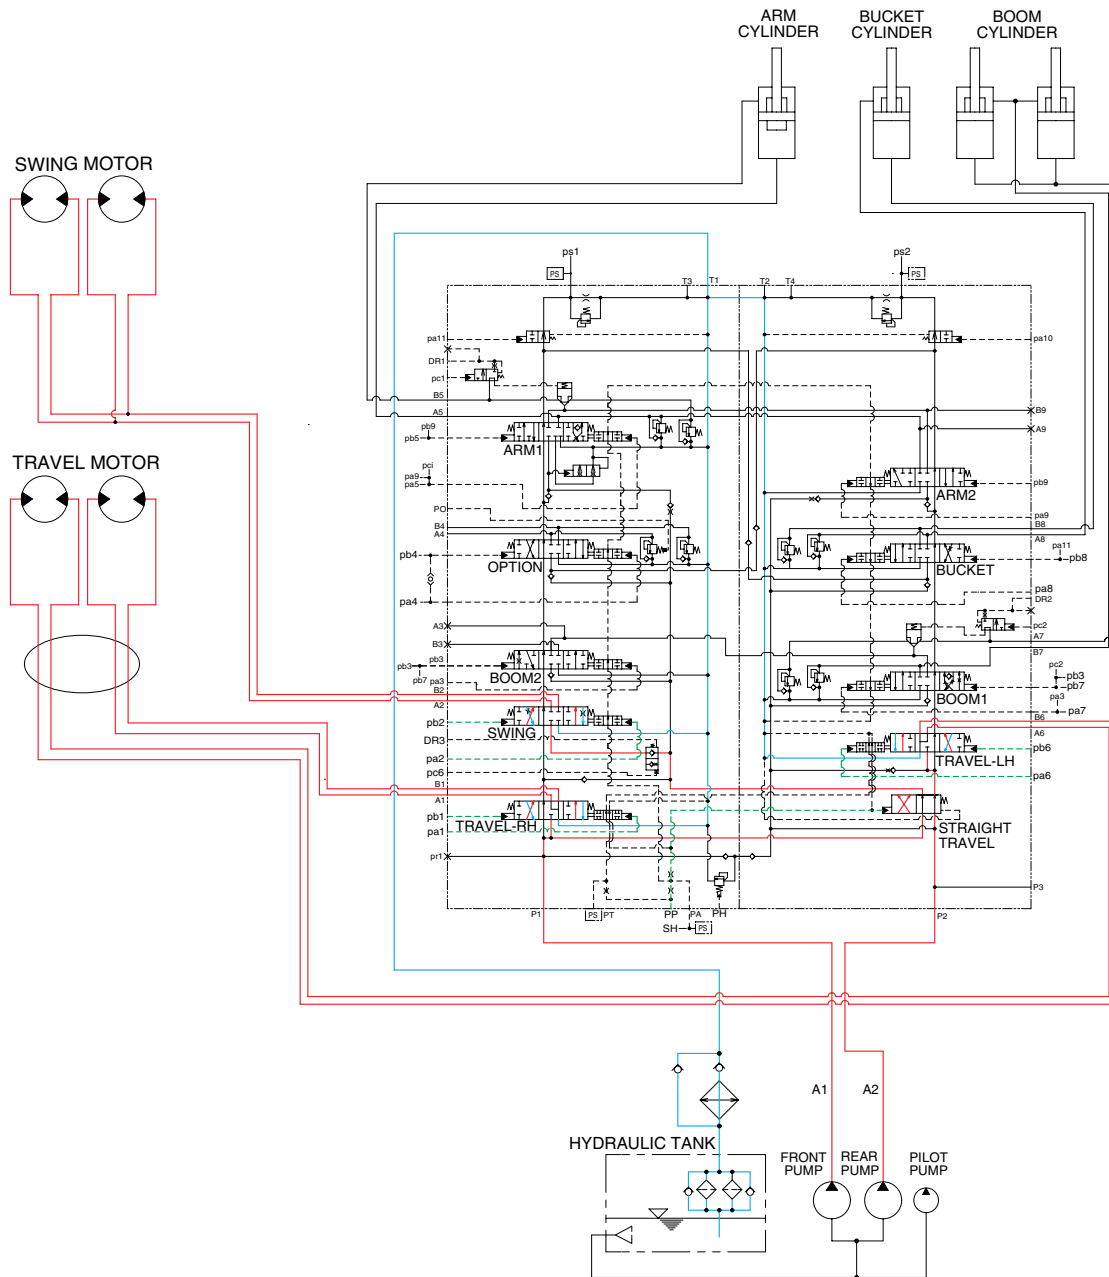 ARM
CYLINDER
BUCKET
CYLINDER
BOOM
CYLINDER
SWING MOTOR
TRAVEL MOTOR
ps1
PS
T3
T1
T2
T4
ps2
PS
pa11
DR1
pc1
B5
A5
pb9
pb5
ARM1
pci
pa9
pa5
PO
B4
A4
pb4
OPTION
pa4
A3
B3
pb3
pb3
pb7
pa3
BOOM2
B2
A2
pb2
SWING
DR3
pa2
pc6
B1
A1
pb1
TRAVEL-RH
pa1
pr1
pa10
B9
A9
ARM2
pb9
pa9
B8
A8
pa11
pb8
BUCKET
pa8
DR2
pc2
A7
B7
pc2
pb3
pb7
BOOM1
pa3
pa7
B6
A6
pb6
TRAVEL-LH
pa6
STRAIGHT
TRAVEL
P3
P1
PS
PT
PP
PA
PH
SH
PS
P2
A1
A2
HYDRAULIC TANK
FRONT
PUMP
REAR
PUMP
PILOT
PUMP